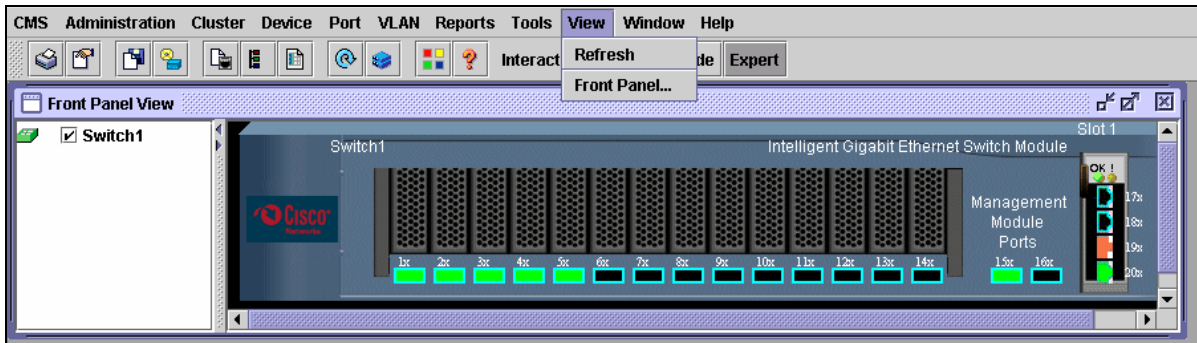 CMS Administration Cluster Device Port VLAN Reports Tools View Window Help
Interact
Refresh
de Expert
Front Panel...
Front Panel View
Switch1
Slot 1
Switch1 Intelligent Gigabit Ethernet Switch Module
OK !
CISCO
Networks
Management
Module
Ports
17x
18x
19x
20x
1x 2x 3x 4x 5x 6x 7x 8x 9x 10x 11x 12x 13x 14x 15x 16x